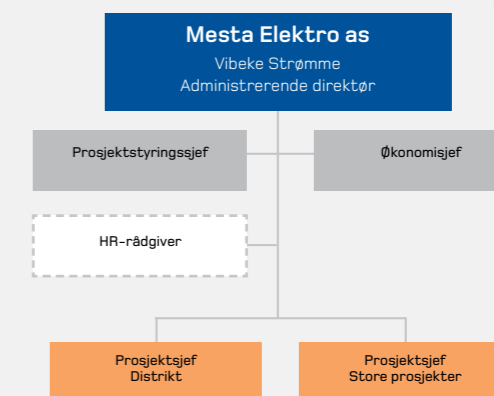 Mesta Elektro as
Vibeke Strømme
Administrerende direktør
Prosjektstyringssjef
Økonomisjef
HR-rådgiver
Prosjektsjef
Distrikt
Prosjektsjef
Store prosjekter